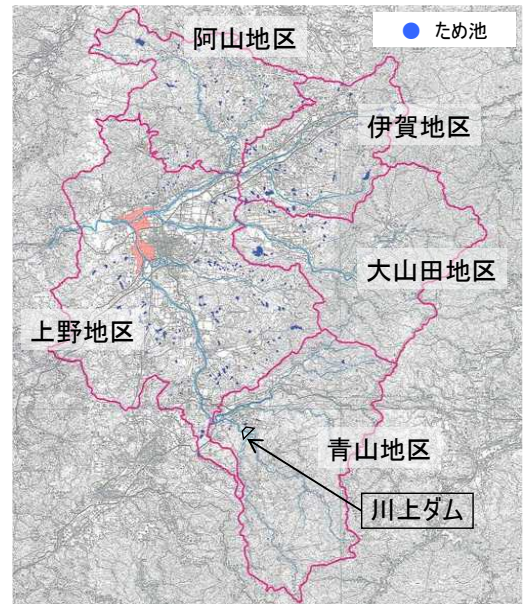 阿山地区
ため池
伊賀地区
大山田地区
上野地区
青山地区
川上ダム